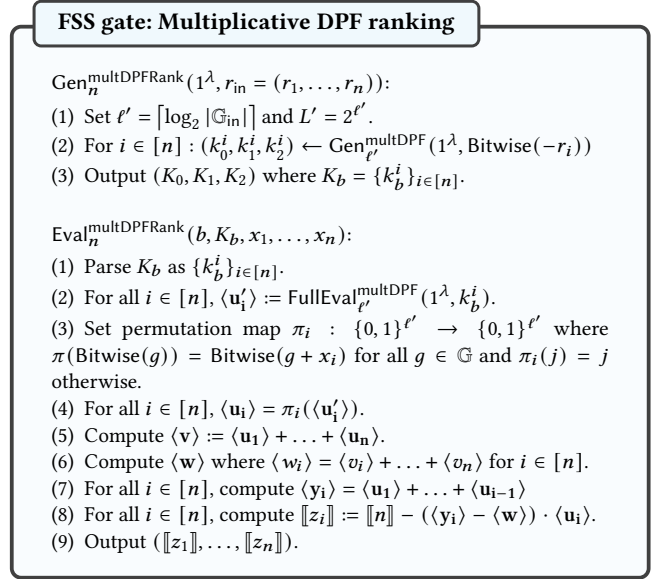 FSS gate: Multiplicative DPF ranking
Gen_n^multDPFRank(1^λ, r_in = (r_1, . . . , r_n)):
(1) Set ℓ′ = ⌈log_2 |𝔾_in|⌉ and L′ = 2^ℓ′.
(2) For i ∈ [n] : (k_0^i, k_1^i, k_2^i) ← Gen_ℓ′^multDPF(1^λ, Bitwise(−r_i))
(3) Output (K_0, K_1, K_2) where K_b = {k_b^i}_i∈[n].
Eval_n^multDPFRank(b, K_b, x_1, . . . , x_n):
(1) Parse K_b as {k_b^i}_i∈[n].
(2) For all i ∈ [n], ⟨u′_i⟩ := FullEval_ℓ′^multDPF(1^λ, k_b^i).
(3) Set permutation map π_i : {0, 1}^ℓ′ → {0, 1}^ℓ′ where
π(Bitwise(g)) = Bitwise(g + x_i) for all g ∈ 𝔾 and π_i(j) = j
otherwise.
(4) For all i ∈ [n], ⟨u_i⟩ = π_i(⟨u′_i⟩).
(5) Compute ⟨v⟩ := ⟨u_1⟩ + . . . + ⟨u_n⟩.
(6) Compute ⟨w⟩ where ⟨w_i⟩ = ⟨v_i⟩ + . . . + ⟨v_n⟩ for i ∈ [n].
(7) For all i ∈ [n], compute ⟨y_i⟩ = ⟨u_1⟩ + . . . + ⟨u_i−1⟩
(8) For all i ∈ [n], compute ⟦z_i⟧ := ⟦n⟧ − (⟨y_i⟩ − ⟨w⟩) · ⟨u_i⟩.
(9) Output (⟦z_1⟧, . . . , ⟦z_n⟧).